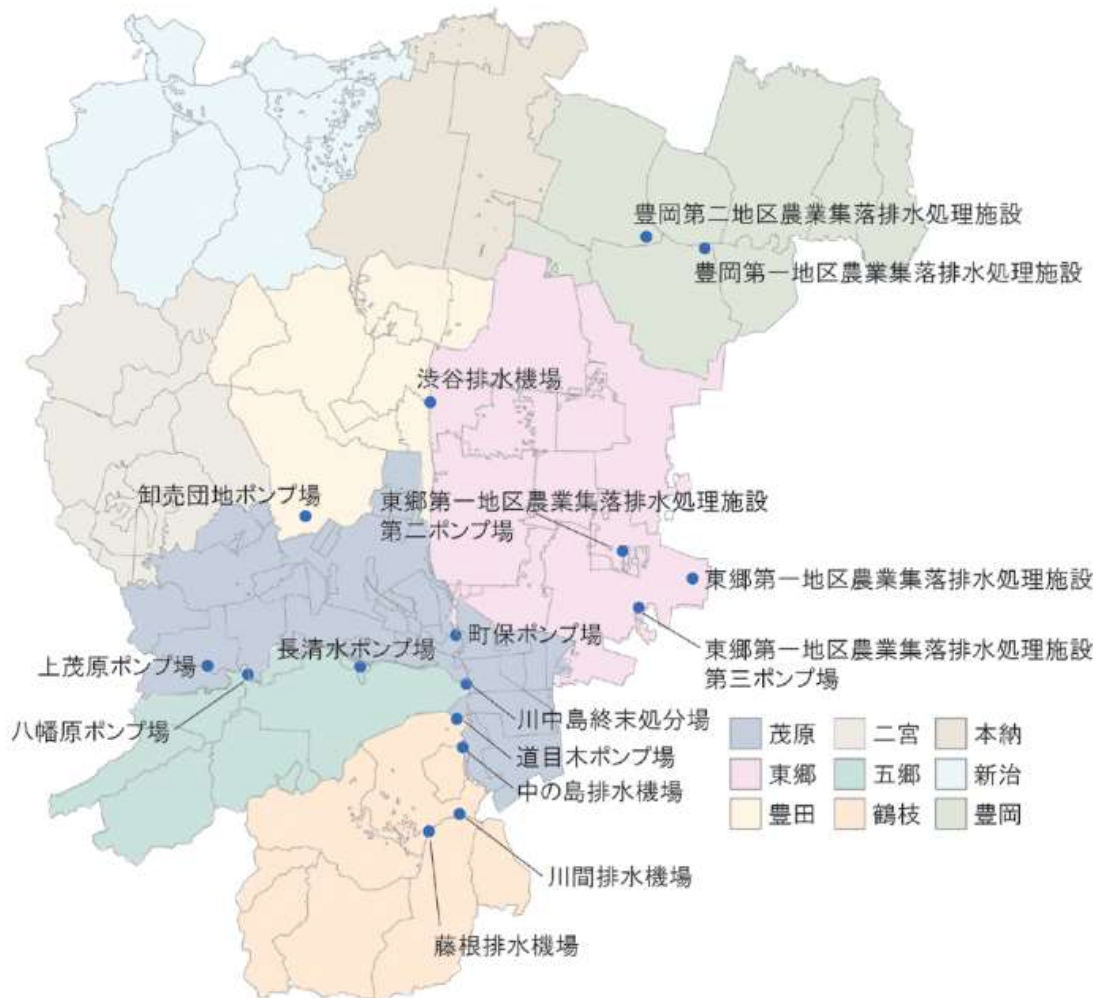 豊岡第二地区農業集落排水処理施設
豊岡第一地区農業集落排水処理施設
渋谷排水機場
卸売団地ポンプ場
東郷第一地区農業集落排水処理施設
第二ポンプ場
東郷第一地区農業集落排水処理施設
町保ポンプ場
長清水ポンプ場
上茂原ポンプ場
東郷第一地区農業集落排水処理施設
第三ポンプ場
八幡原ポンプ場
川中島終末処分場
道目木ポンプ場
中の島排水機場
茂原 二宮 本納
東郷 五郷 新治
豊田 鶴枝 豊岡
川間排水機場
藤根排水機場